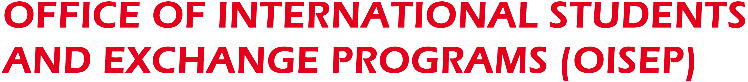 OFFICE OF INTERNATIONAL STUDENTS
AND EXCHANGE PROGRAMS (OISEP)